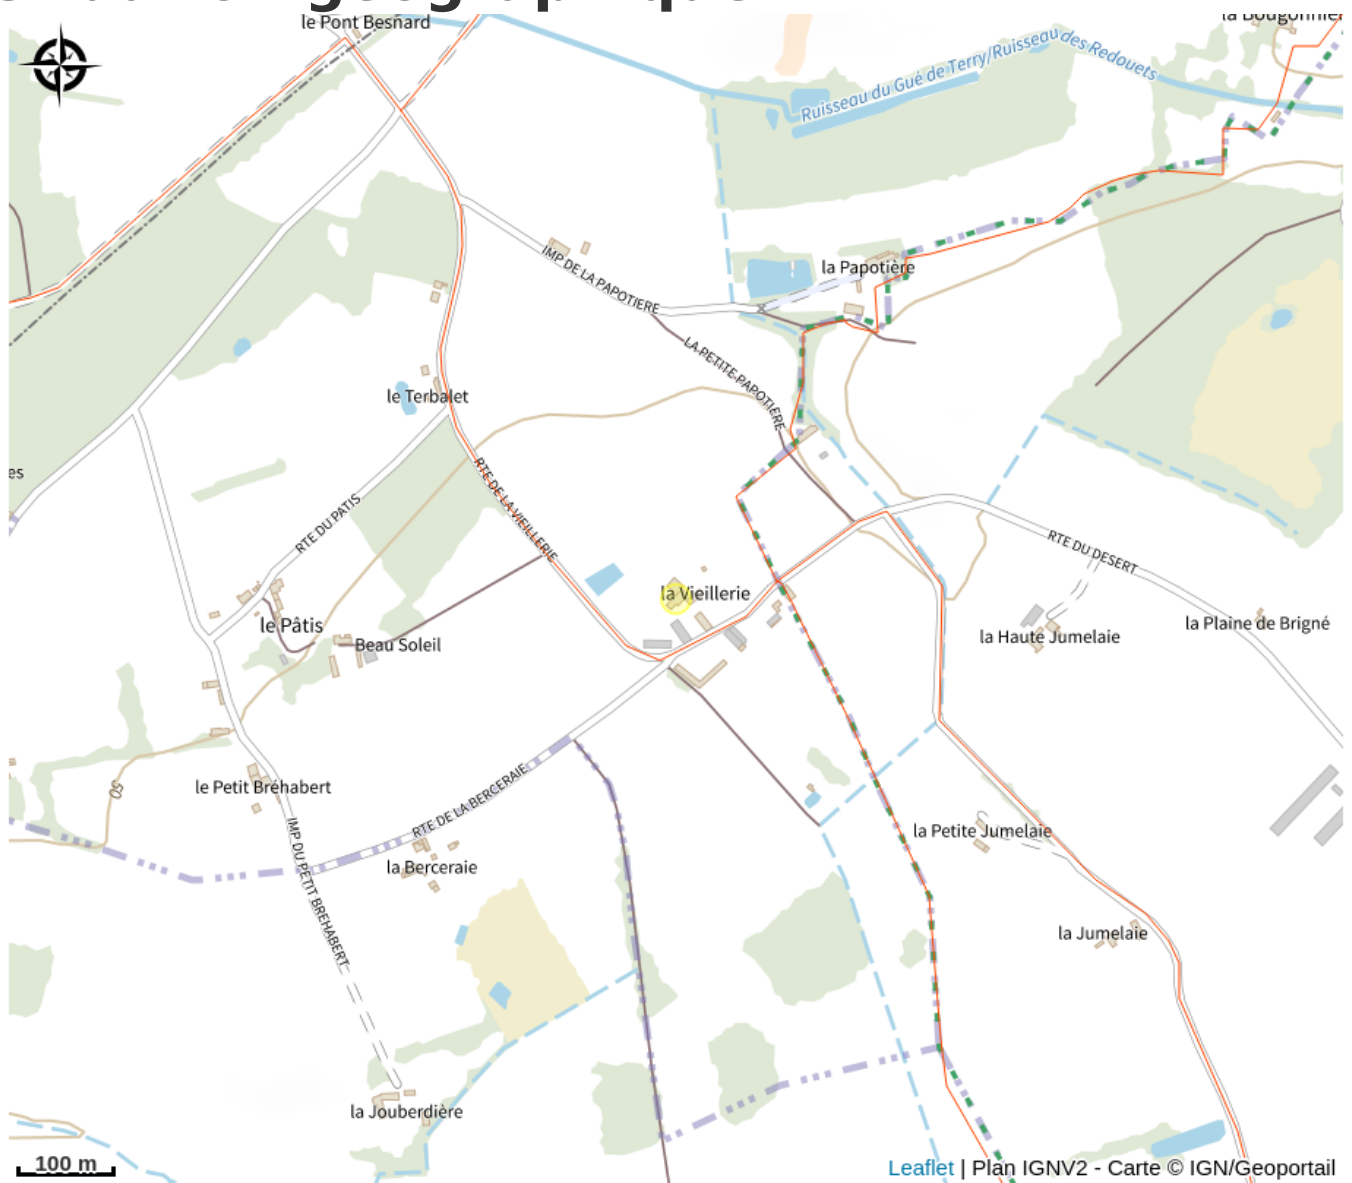 le Pont Besnard
Ruisseau du Gué de Terry/Ruisseau des Redouets
IMP DE LA PAPOTIERE
la Papotière
LA PETITE PAPOTIERE
le Terbalet
es
RTE DE LA VIEILLERIE
RTE DU PATIS
RTE DU DESERT
la Vieillerie
le Pâtis
Beau Soleil
la Haute Jumelaie
la Plaine de Brigné
le Petit Bréhabert
50
RTE DE LA BERCERAIE
IMP DU PETIT BREHABERT
la Berceraie
la Petite Jumelaie
la Jumelaie
la Jouberdière
100 m
Leaflet | Plan IGNV2 - Carte © IGN/Geoportail